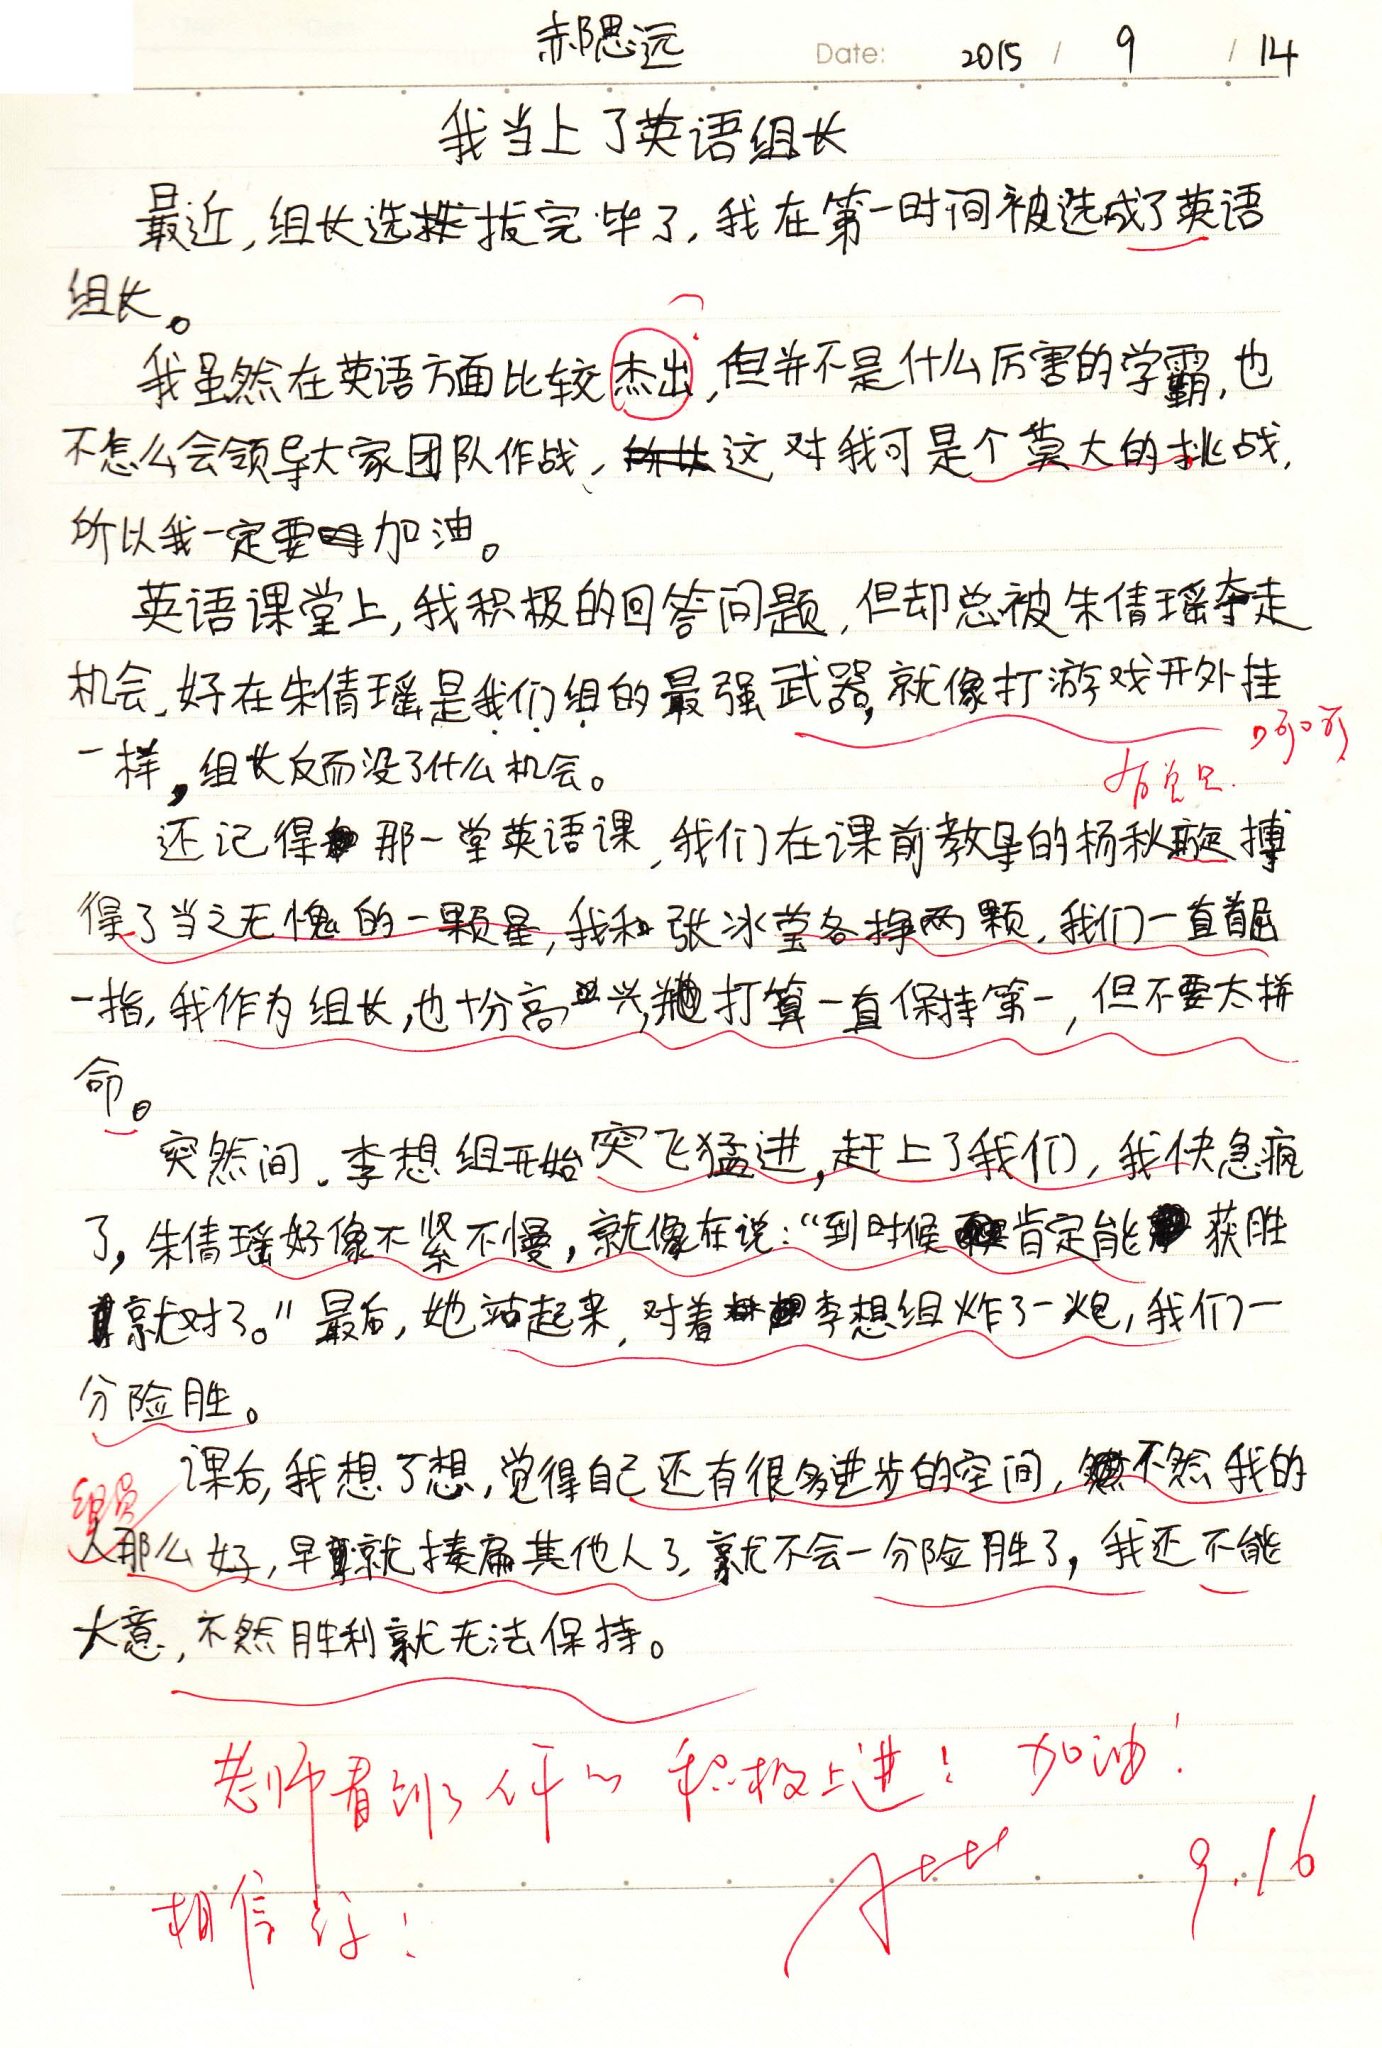 郝思远 Date: 2015 / 9 / 14
我当上了英语组长
最近，组长选拔完毕了，我在第一时间被选成了英语
组长。
我虽然在英语方面比较杰出，但并不是什么厉害的学霸，也
不怎么会领导大家团队作战，这对我可是个莫大的挑战，
所以我一定要加油。
英语课堂上，我积极的回答问题，但却总被朱倩瑶夺走
机会，好在朱倩瑶是我们组的最强武器，就像打游戏开外挂
呵呵
一样，组长反而没了什么机会。
还记得那一堂英语课，我们在课前教导的杨秋璇搏
得了当之无愧的一颗星，我和张冰莹各挣两颗，我们一直首屈
一指，我作为组长，也十分高兴，打算一直保持第一，但不要太拼
命。
突然间，李想组开始突飞猛进，赶上了我们，我快急疯
了，朱倩瑶好像不紧不慢，就像在说：“到时候肯定能获胜
就对了。”最后，她站起来，对着李想组炸了一炮，我们一
分险胜。
课后，我想了想，觉得自己还有很多进步的空间，不然我的
组员
人那么好，早就揍扁其他人了，就不会一分险胜了，我还不能
大意，不然胜利就无法保持。
老师看到了你的积极上进！加油！
A++ 9.16
相信你！